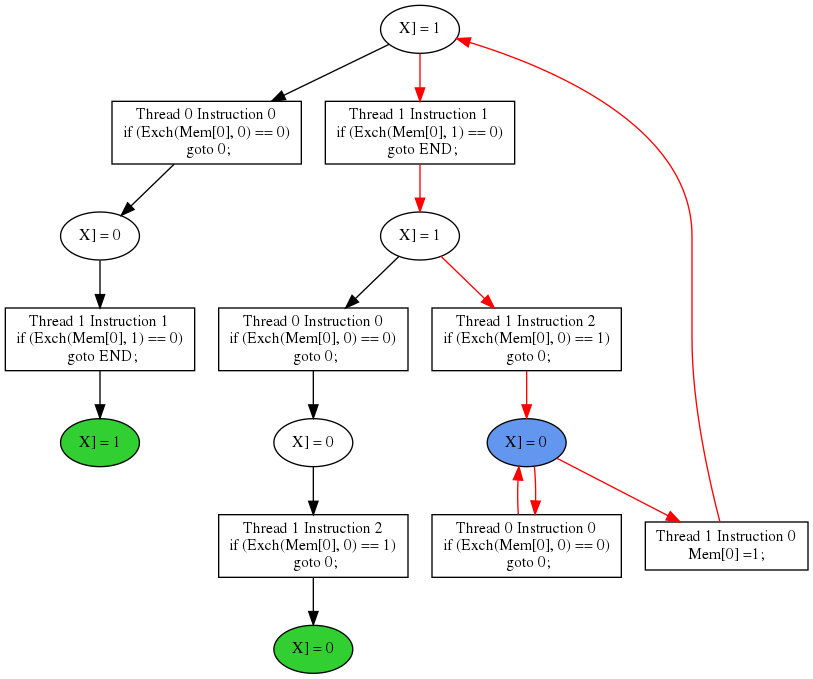 X] = 1
Thread 0 Instruction 0
if (Exch(Mem[0], 0) == 0)
goto 0;
Thread 1 Instruction 1
if (Exch(Mem[0], 1) == 0)
goto END;
X] = 0
X] = 1
Thread 1 Instruction 1
if (Exch(Mem[0], 1) == 0)
goto END;
Thread 0 Instruction 0
if (Exch(Mem[0], 0) == 0)
goto 0;
Thread 1 Instruction 2
if (Exch(Mem[0], 0) == 1)
goto 0;
X] = 1
X] = 0
X] = 0
Thread 1 Instruction 2
if (Exch(Mem[0], 0) == 1)
goto 0;
Thread 0 Instruction 0
if (Exch(Mem[0], 0) == 0)
goto 0;
Thread 1 Instruction 0
Mem[0] =1;
X] = 0